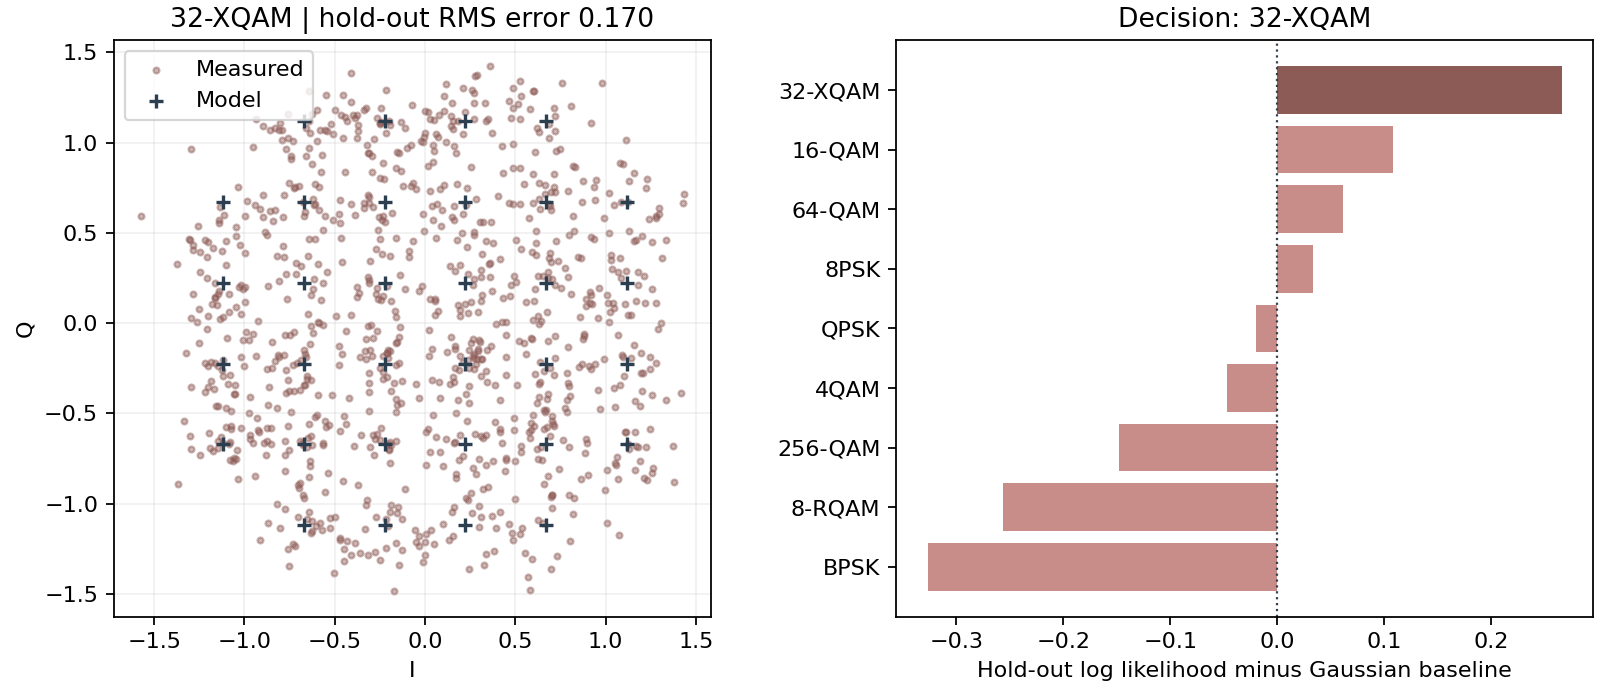 32-XQAM | hold-out RMS error 0.170
Measured
Model
1.5
1.0
0.5
0.0
−0.5
−1.0
−1.5
Q
−1.5
−1.0
−0.5
0.0
0.5
1.0
1.5
I
Decision: 32-XQAM
32-XQAM
16-QAM
64-QAM
8PSK
QPSK
4QAM
256-QAM
8-RQAM
BPSK
−0.3
−0.2
−0.1
0.0
0.1
0.2
Hold-out log likelihood minus Gaussian baseline